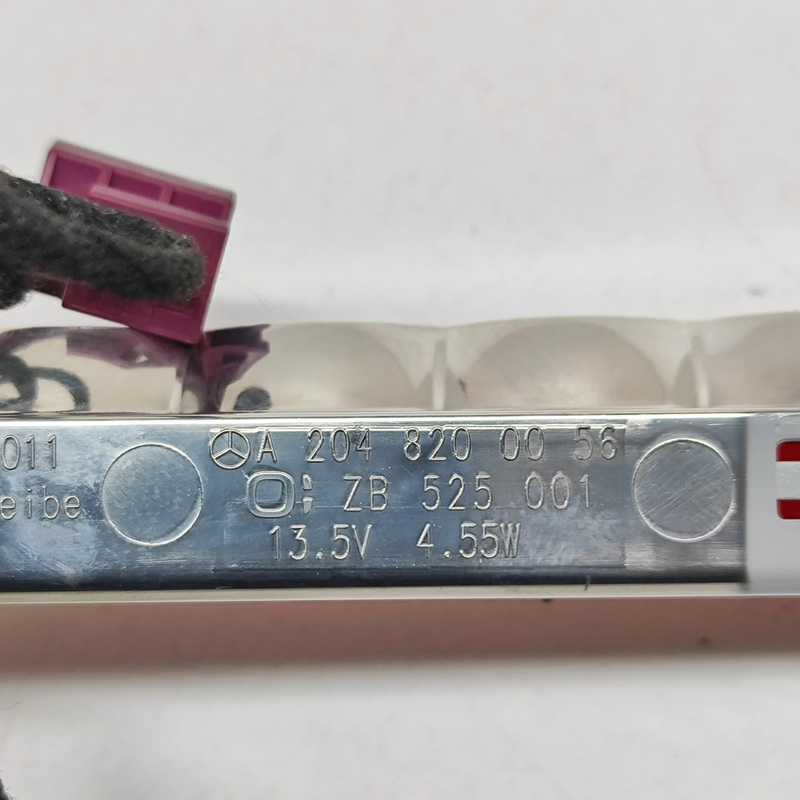 011
eibe
A 204 820 00 56
ZB 525 001
13.5V 4.55W